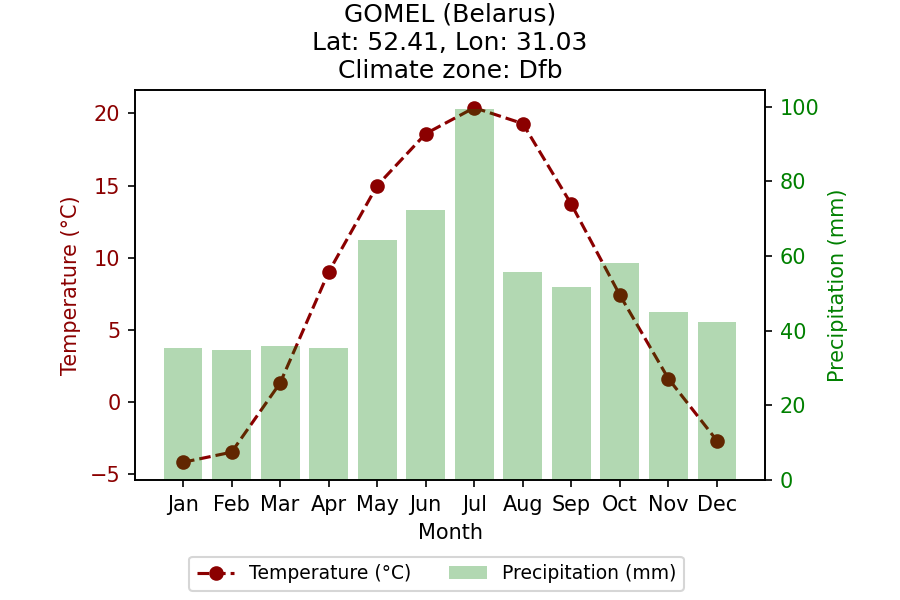 GOMEL (Belarus)
Lat: 52.41, Lon: 31.03
Climate zone: Dfb
20
15
10
5
0
−5
Temperature (°C)
100
80
60
40
20
0
Precipitation (mm)
Jan Feb Mar Apr May Jun Jul Aug Sep Oct Nov Dec
Month
Temperature (°C) Precipitation (mm)